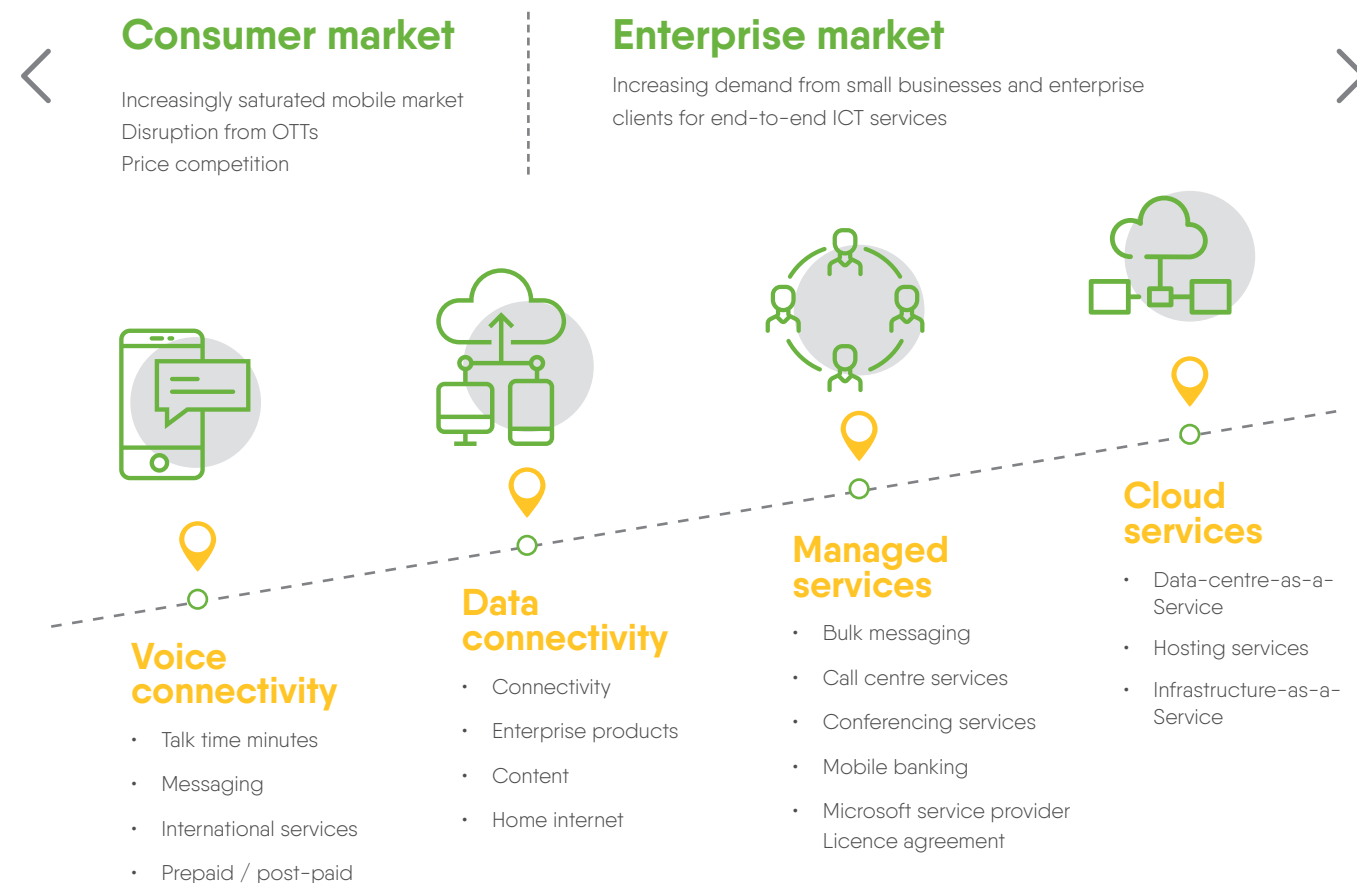 Consumer market
Increasingly saturated mobile market
Disruption from OTTs
Price competition
Enterprise market
Increasing demand from small businesses and enterprise
clients for end-to-end ICT services
Voice
connectivity
• Talk time minutes
• Messaging
• International services
• Prepaid / post-paid
Data
connectivity
• Connectivity
• Enterprise products
• Content
• Home internet
Managed
services
• Bulk messaging
• Call centre services
• Conferencing services
• Mobile banking
• Microsoft service provider
Licence agreement
Cloud
services
• Data-centre-as-a-
Service
• Hosting services
• Infrastructure-as-a-
Service